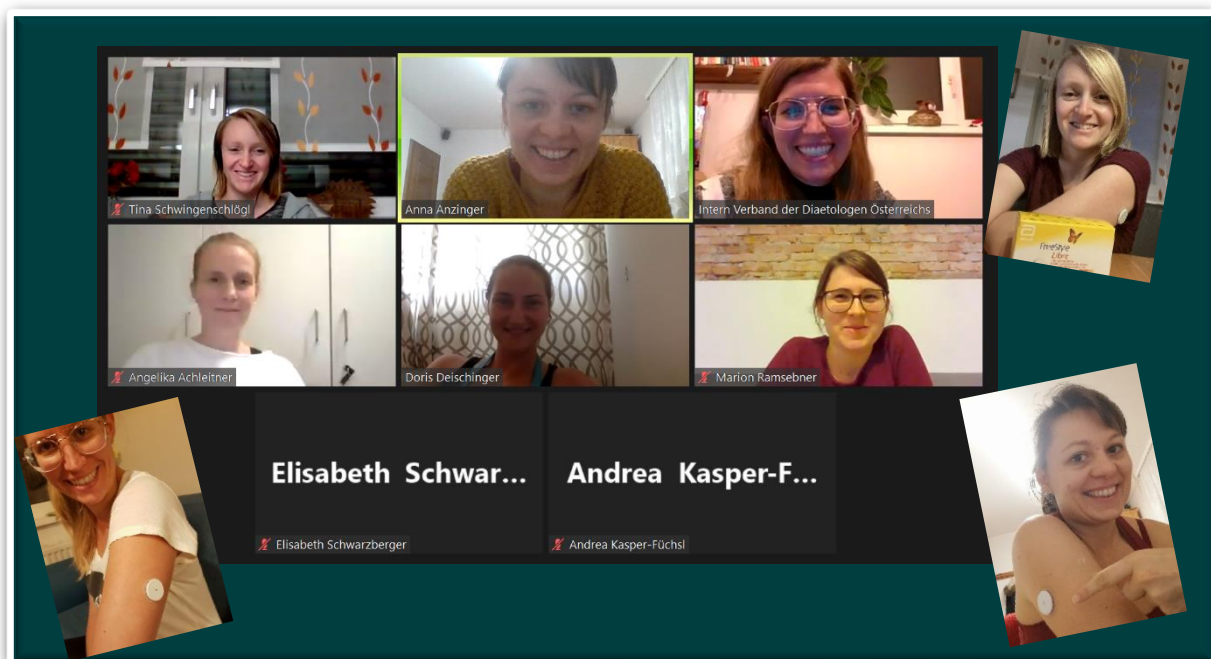 Tina Schwingenschlögl
Anna Anzinger
Intern Verband der Diaetologen Österreichs
FreeStyle
Libre
Angelika Achleitner
Doris Deischinger
Marion Ramsebner
Elisabeth Schwar...
Andrea Kasper-F...
Elisabeth Schwarzberger
Andrea Kasper-Füchsl